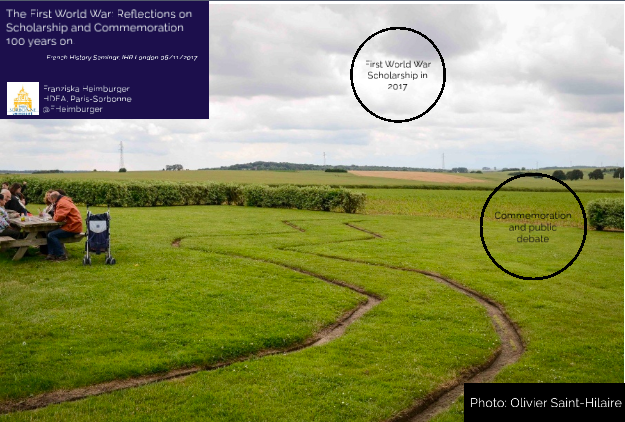 The First World War: Reflections on
Scholarship and Commemoration
100 years on
French History Seminar, IHR London 06/11/2017
Franziska Heimburger
HDEA, Paris-Sorbonne
@FHeimburger
SORBONNE
First World War
Scholarship in
2017
Commemoration
and public
debate
Photo: Olivier Saint-Hilaire